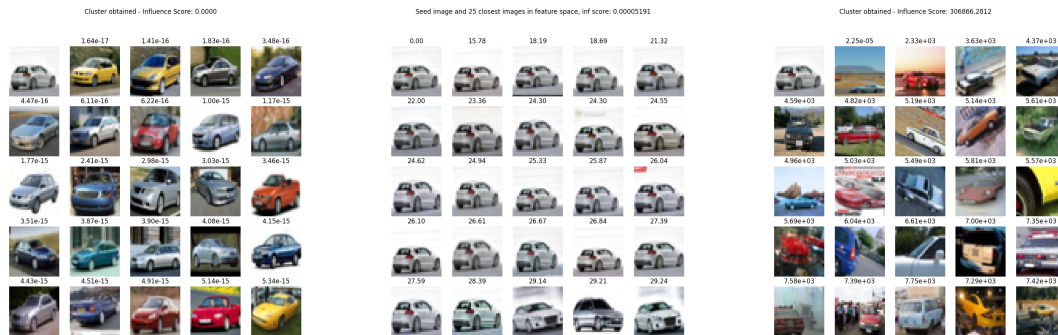 Cluster obtained - Influence Score: 0.0000
1.64e-17 1.41e-16 1.83e-16 3.48e-16
4.47e-16 6.11e-16 6.22e-16 1.00e-15 1.17e-15
1.77e-15 2.41e-15 2.98e-15 3.03e-15 3.46e-15
3.51e-15 3.87e-15 3.90e-15 4.08e-15 4.15e-15
4.43e-15 4.51e-15 4.91e-15 5.14e-15 5.34e-15
Seed image and 25 closest images in feature space, inf score: 0.00005191
0.00 15.78 18.19 18.69 21.32
22.00 23.36 24.30 24.30 24.55
24.62 24.94 25.33 25.87 26.04
26.10 26.61 26.67 26.84 27.39
27.59 28.39 29.14 29.21 29.24
Cluster obtained - Influence Score: 306866.2812
2.25e-05 2.33e+03 3.63e+03 4.37e+03
4.59e+03 4.82e+03 5.19e+03 5.14e+03 5.61e+03
4.96e+03 5.03e+03 5.49e+03 5.81e+03 5.57e+03
5.69e+03 6.04e+03 6.61e+03 7.00e+03 7.35e+03
7.58e+03 7.39e+03 7.75e+03 7.29e+03 7.42e+03